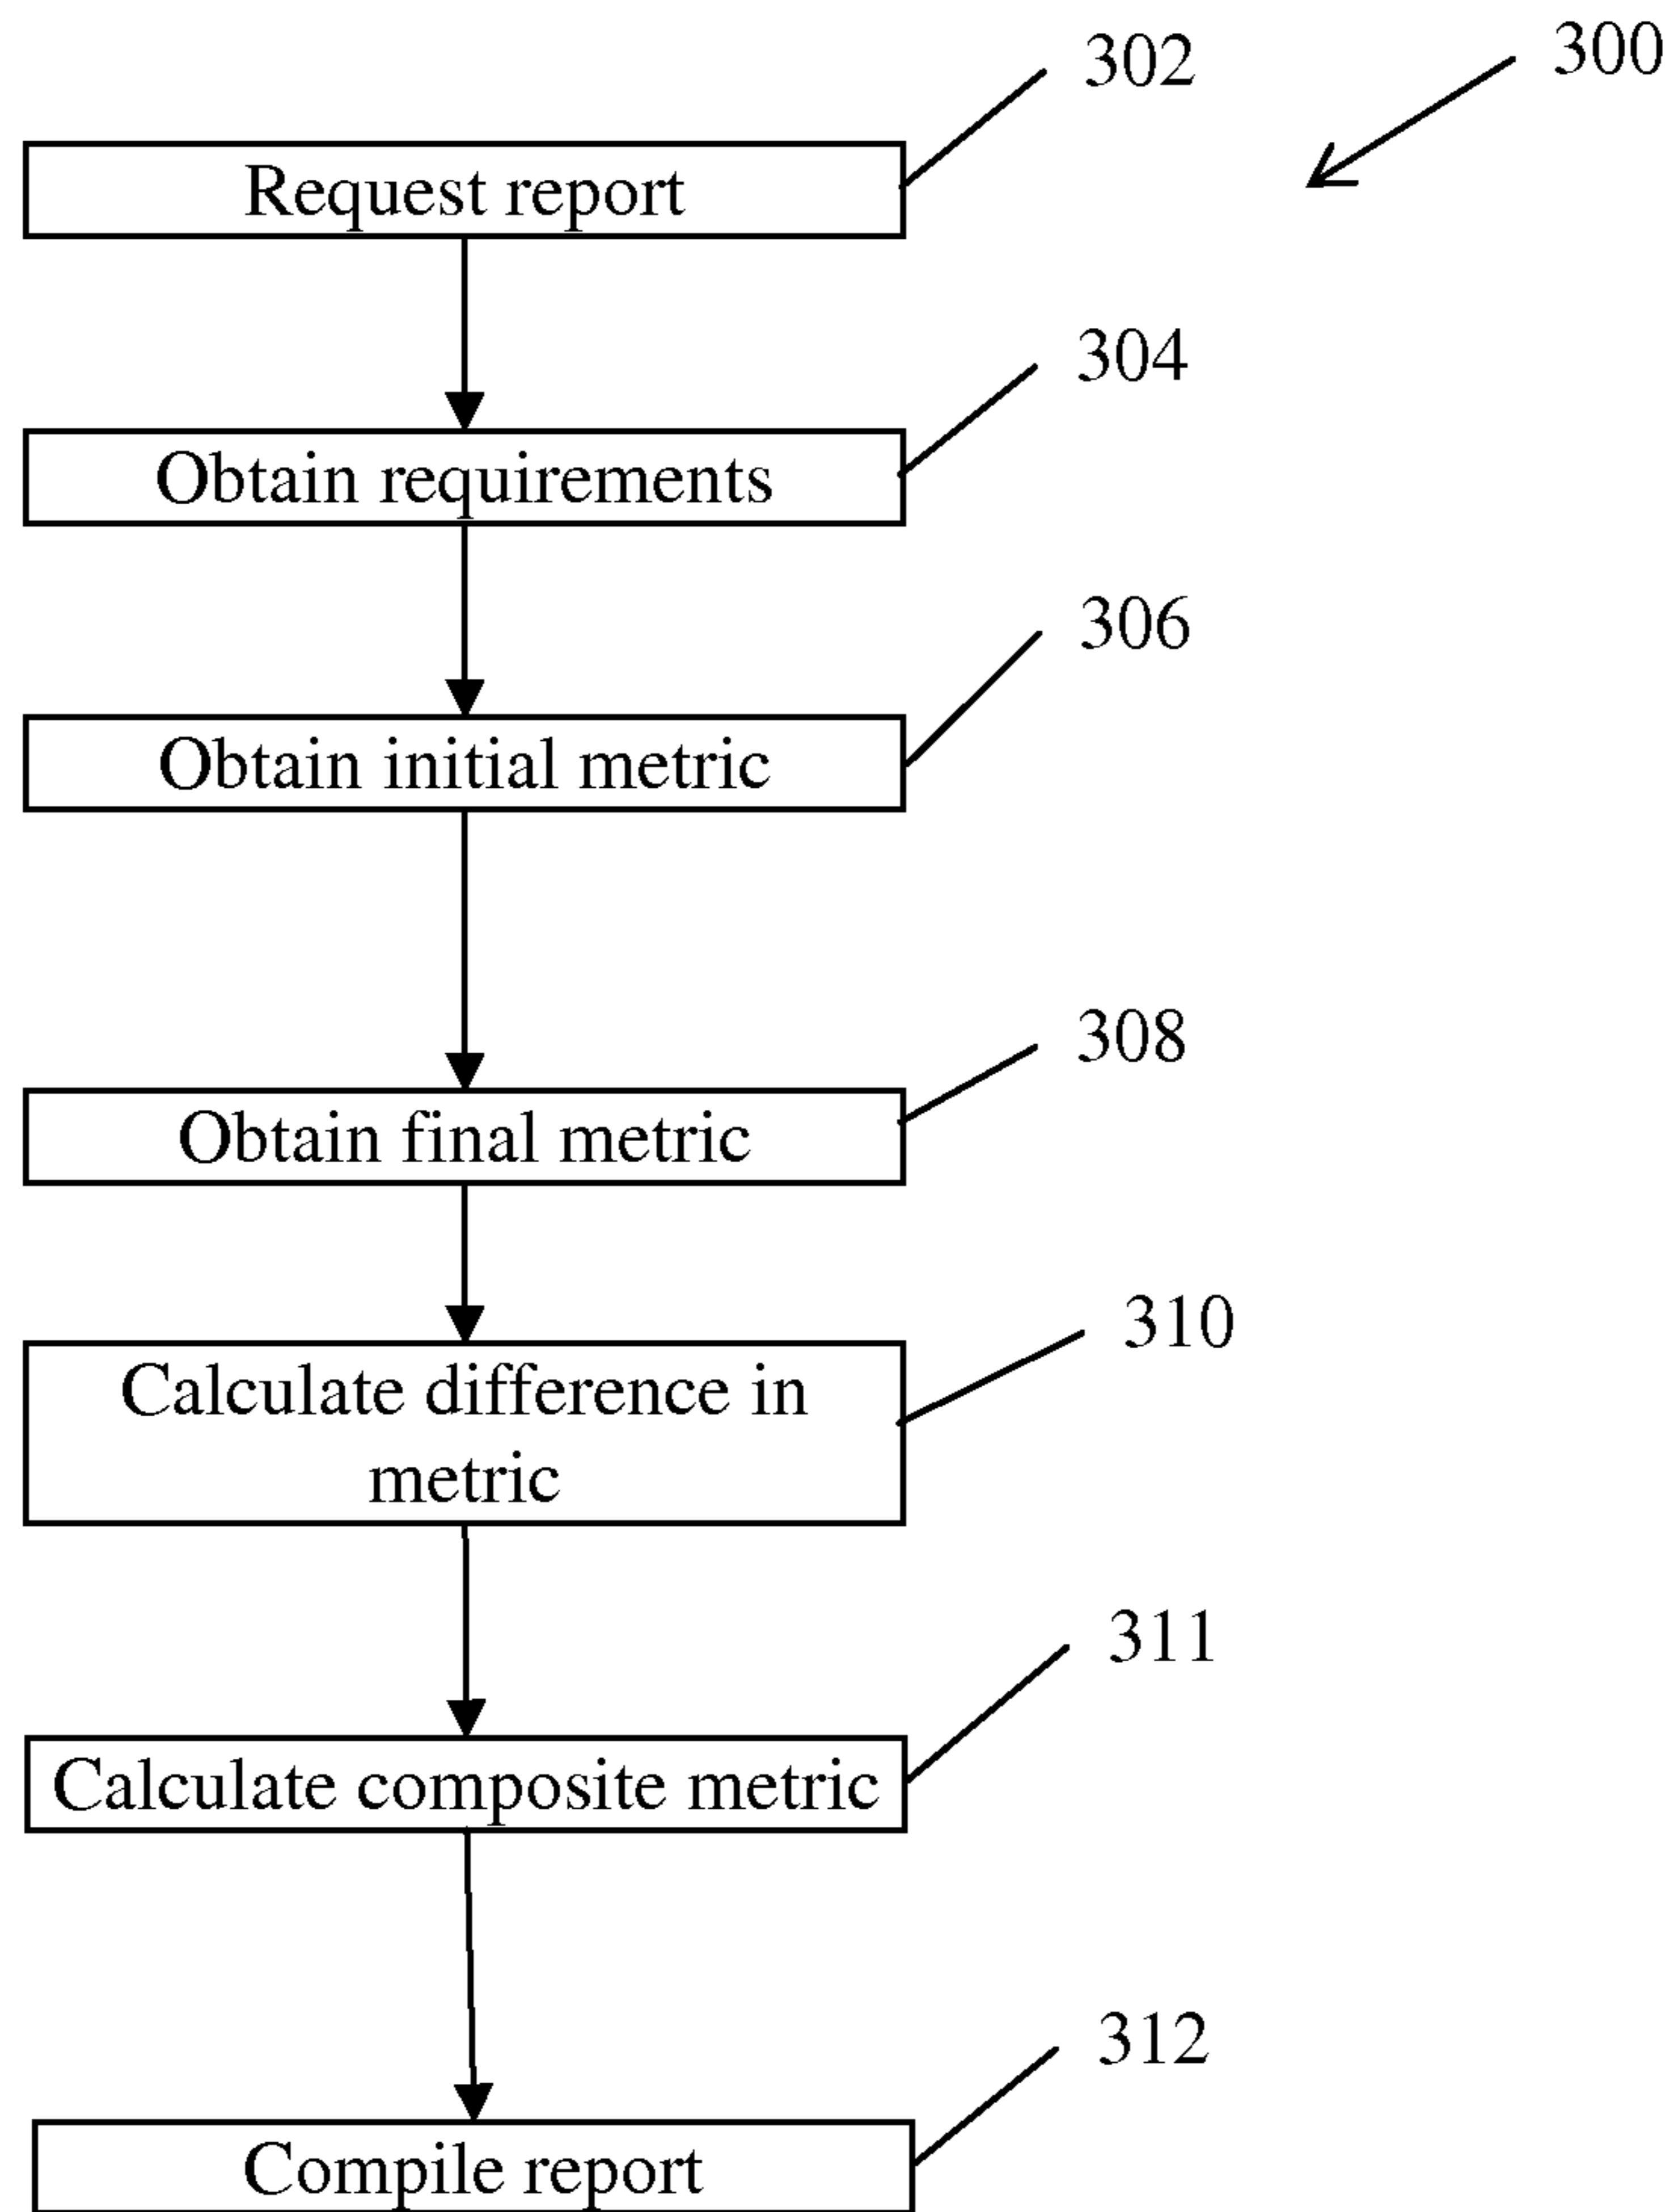 300
302
Request report
304
Obtain requirements
306
Obtain initial metric
308
Obtain final metric
310
Calculate difference in
metric
311
Calculate composite metric
312
Compile report